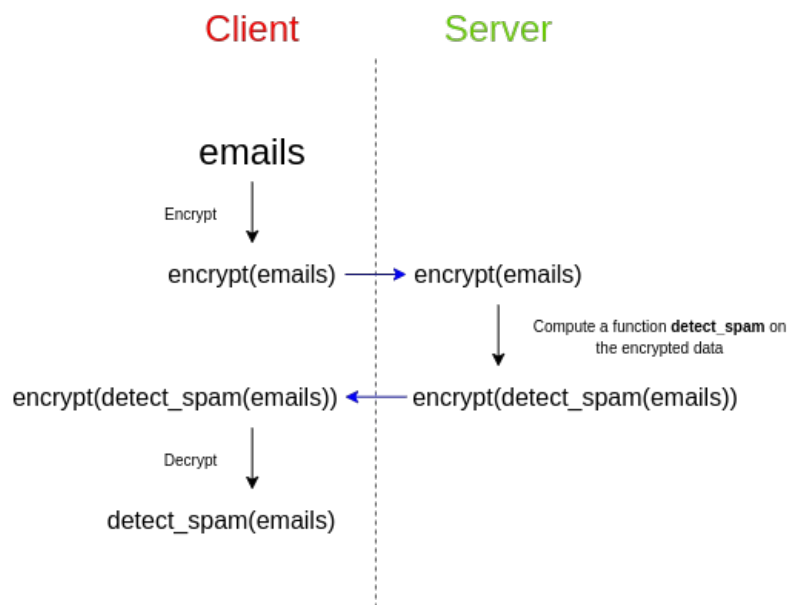 Client
Server
emails
Encrypt
encrypt(emails)
encrypt(emails)
Compute a function detect_spam on
the encrypted data
encrypt(detect_spam(emails))
encrypt(detect_spam(emails))
Decrypt
detect_spam(emails)